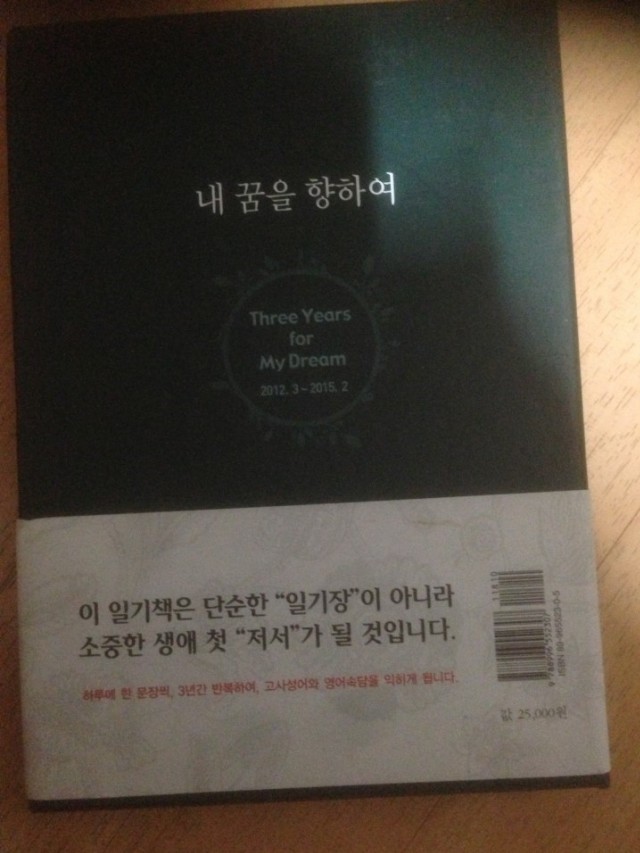 내 꿈을 향하여
Three Years
for
My Dream
2012. 3 ~ 2015. 2
이 일기책은 단순한 “일기장”이 아니라
소중한 생애 첫 “저서”가 될 것입니다.
하루에 한 문장씩, 3년간 반복하여, 고사성어와 영어속담을 익히게 됩니다.
값 25,000원